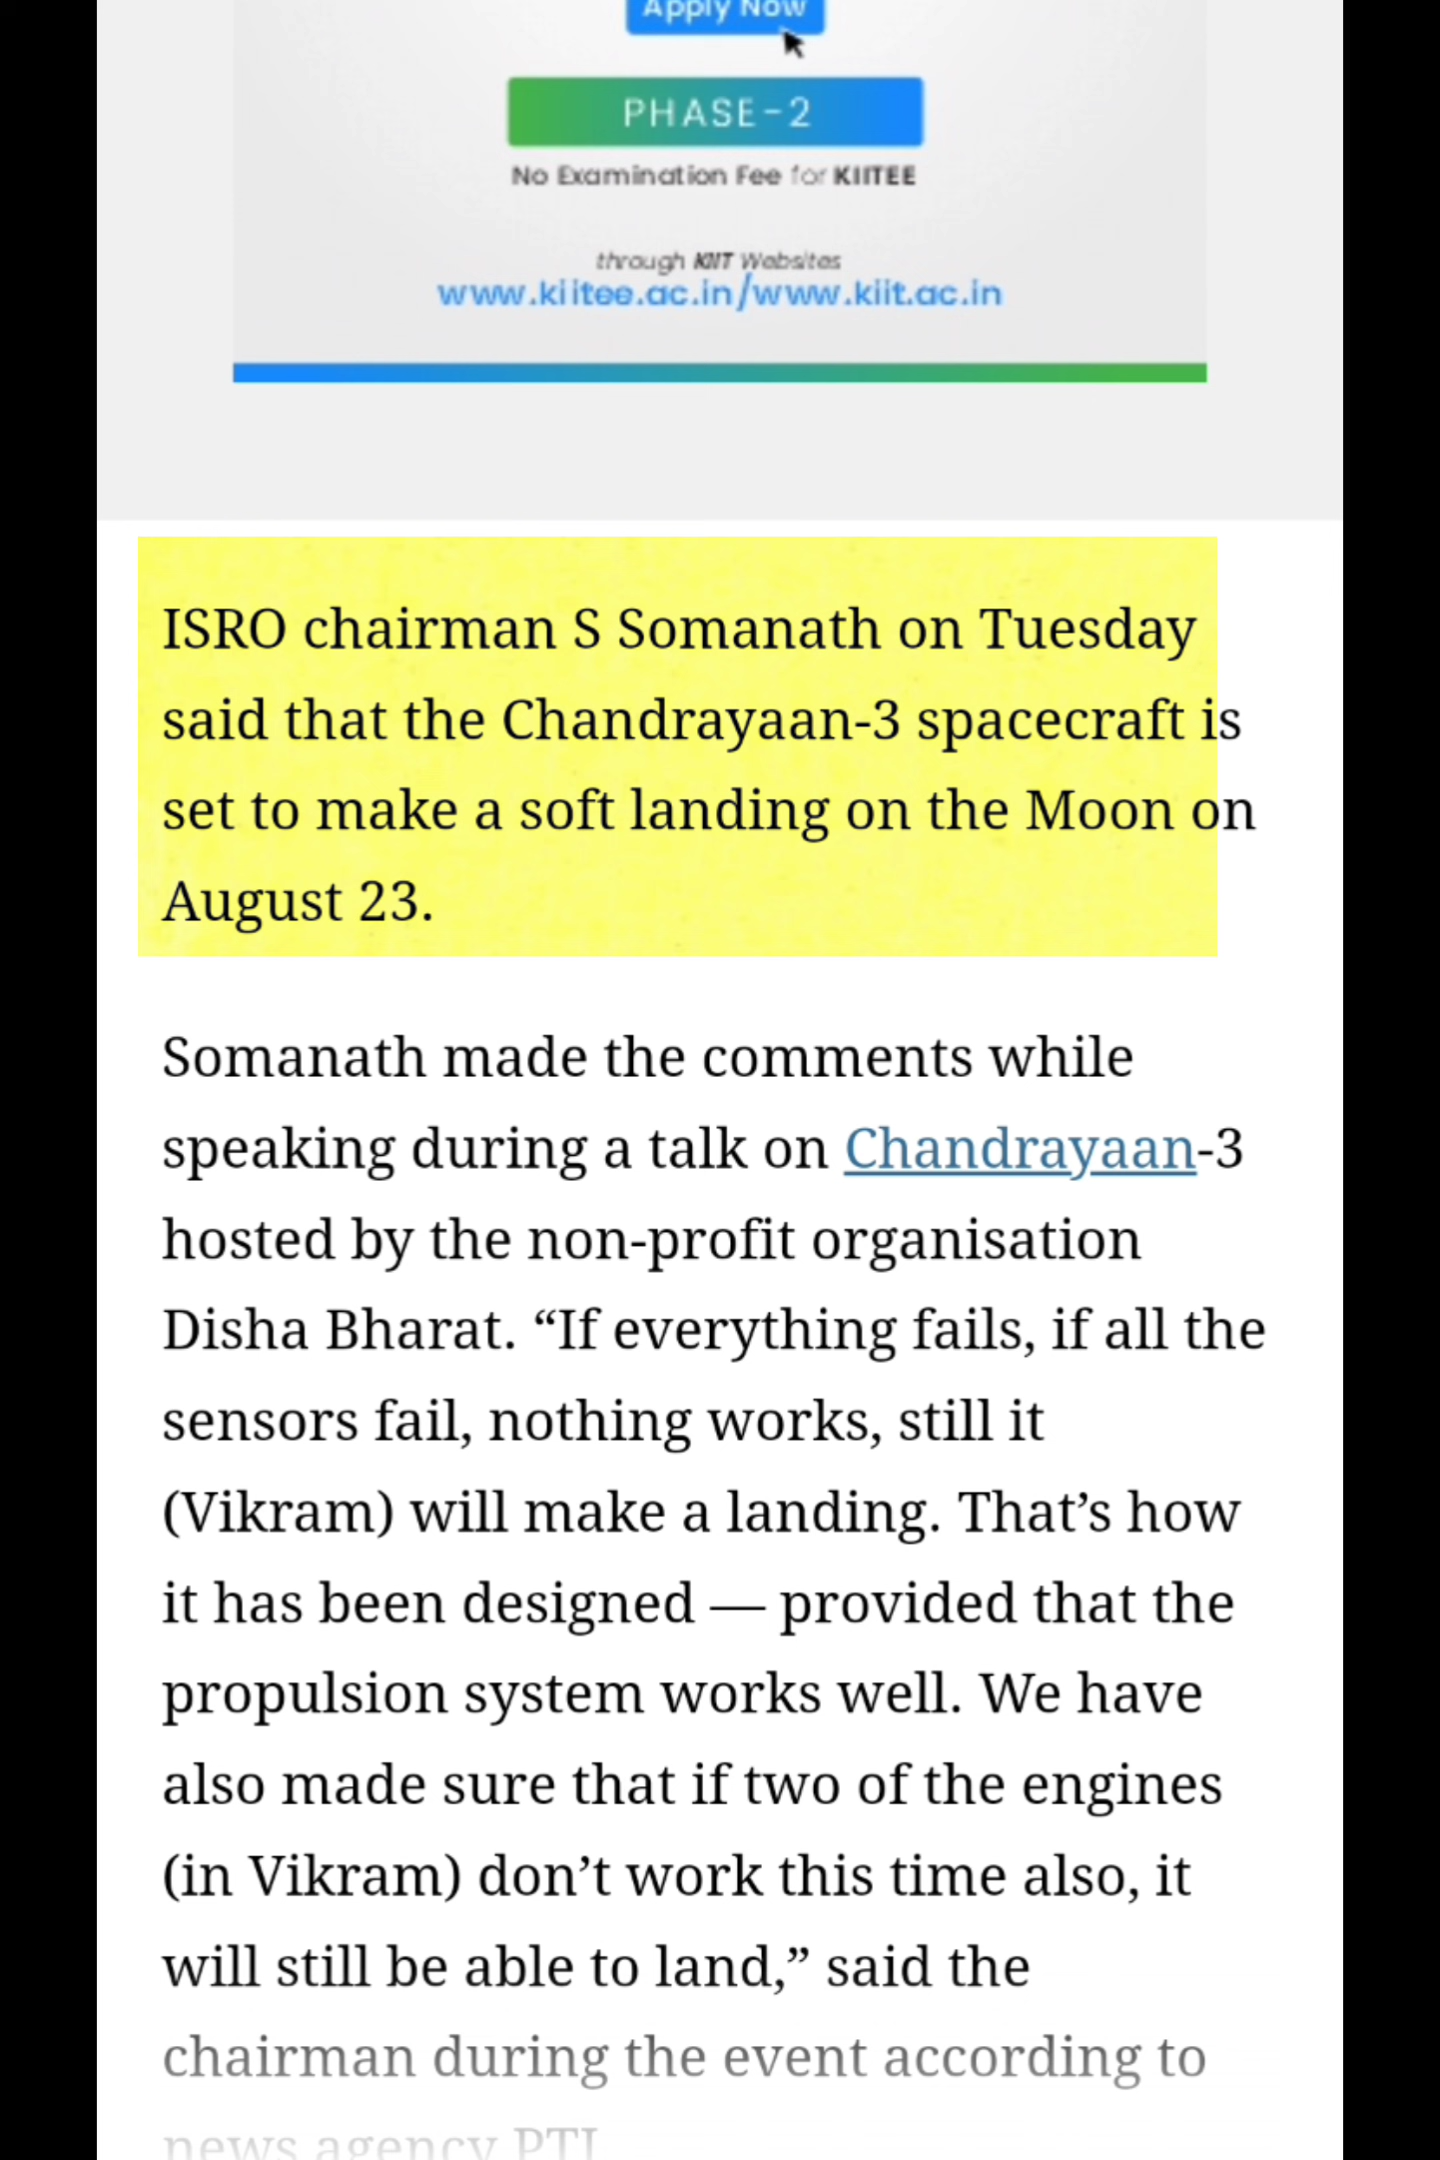 Apply Now
PHASE-2
No Examination Fee for KIITEE
through KIIT Websites
www.kiitee.ac.in/www.kiit.ac.in
ISRO chairman S Somanath on Tuesday
said that the Chandrayaan-3 spacecraft is
set to make a soft landing on the Moon on
August 23.
Somanath made the comments while
speaking during a talk on Chandrayaan-3
hosted by the non-profit organisation
Disha Bharat. “If everything fails, if all the
sensors fail, nothing works, still it
(Vikram) will make a landing. That’s how
it has been designed — provided that the
propulsion system works well. We have
also made sure that if two of the engines
(in Vikram) don’t work this time also, it
will still be able to land,” said the
chairman during the event according to
news agency PTI